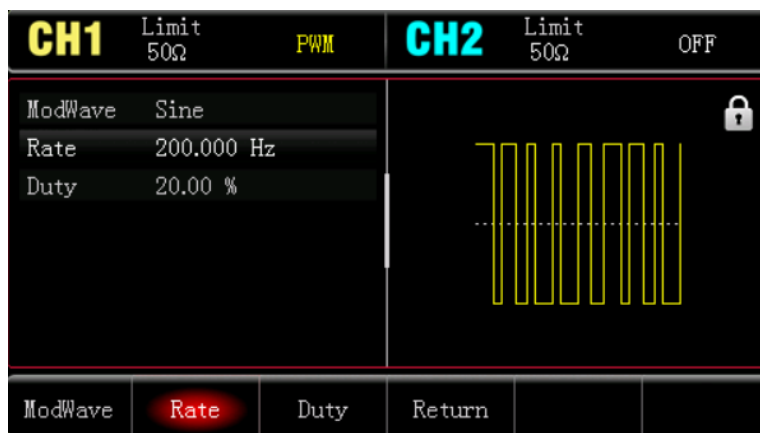 CH1 Limit 50Ω PWM CH2 Limit 50Ω OFF
ModWave Sine
Rate 200.000 Hz
Duty 20.00 %
ModWave Rate Duty Return